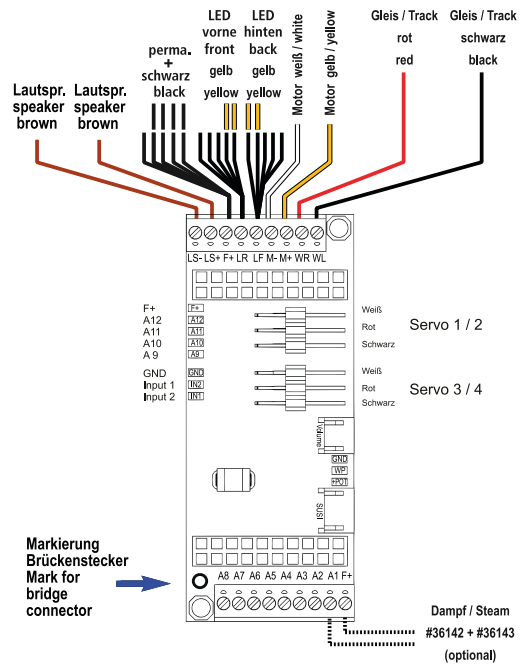 LED
vorne
front
gelb
yellow
LED
hinten
back
gelb
yellow
Motor weiß / white
Motor gelb / yellow
Gleis / Track
rot
red
Gleis / Track
schwarz
black
perma.
+
schwarz
black
Lautspr.
speaker
brown
Lautspr.
speaker
brown
LS- LS+ F+ LR LF M- M+ WR WL
F+ F+
A12 A12
A11 A11
A10 A10
A 9 A9
GND GND
Input 1 IN2
Input 2 IN1
Weiß
Rot
Schwarz
Servo 1 / 2
Weiß
Rot
Schwarz
Servo 3 / 4
Volume
GND
WP
+POT
SUSI
Markierung
Brückenstecker
Mark for
bridge
connector
A8 A7 A6 A5 A4 A3 A2 A1 F+
Dampf / Steam
#36142 + #36143
(optional)